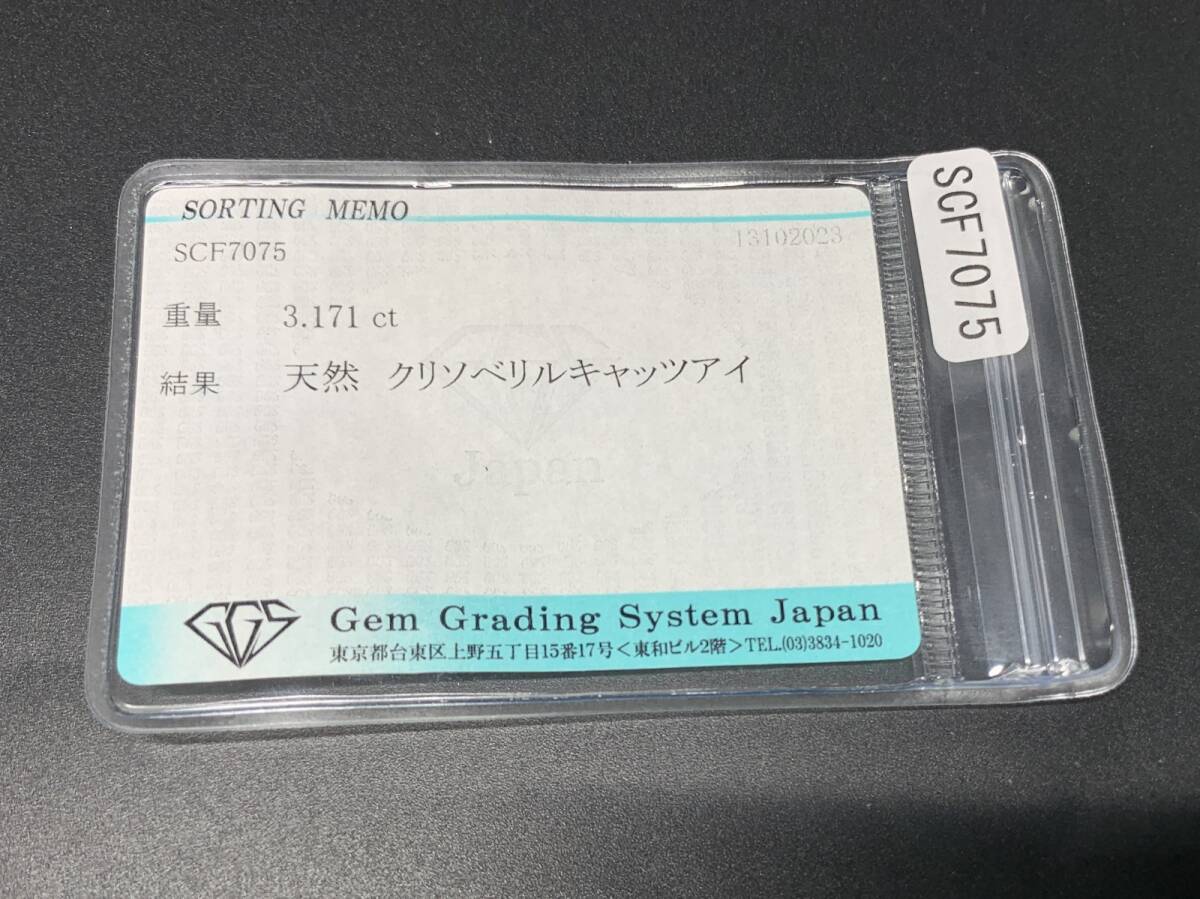 SORTING MEMO
SCF7075 13102023
重量 3.171 ct
結果 天然 クリソベリルキャッツアイ
Japan
GGS Gem Grading System Japan
東京都台東区上野五丁目15番17号<東和ビル2階>TEL.(03)3834-1020
SCF7075